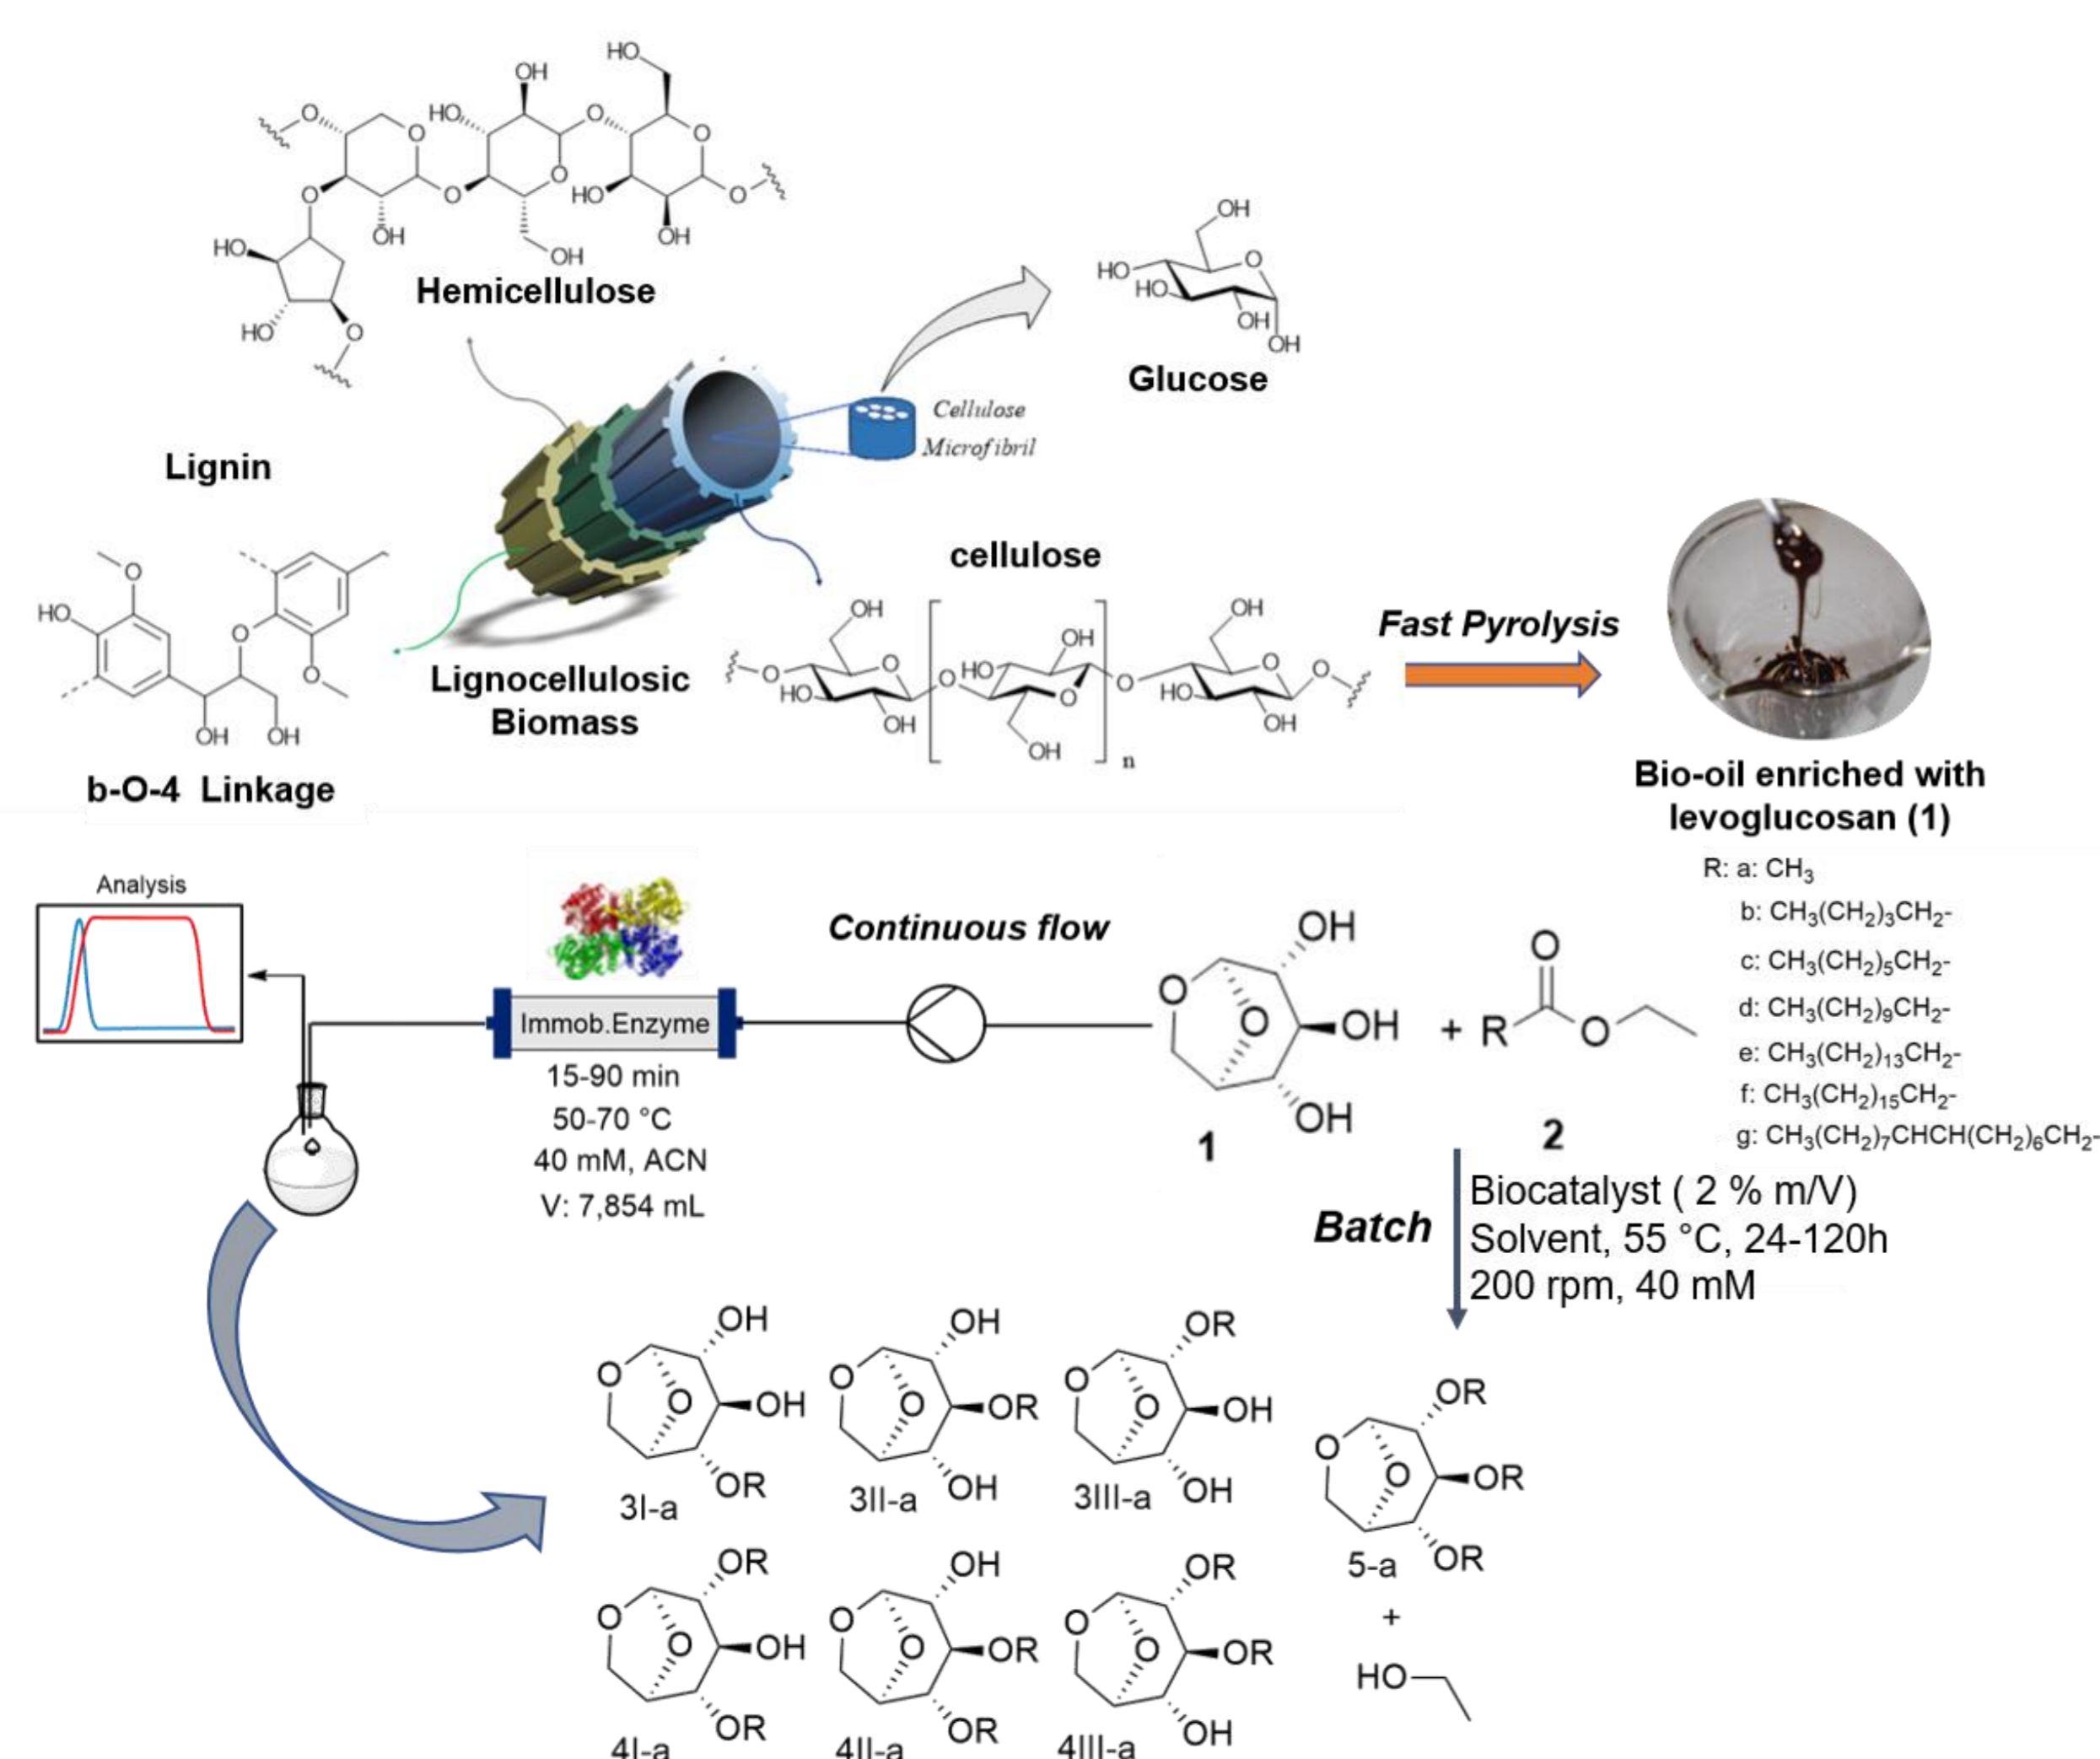 HO
OH
O
HO
O
O
HO
O
O
O
O
O
HO
O
OH
OH
HO
OH
HO
O
Hemicellulose
OH
HO
O
HO
OH
OH
Glucose
Cellulose
Microfibril
Lignin
O
HO
O
O
OH
OH
b-O-4 Linkage
Lignocellulosic
Biomass
cellulose
OH
O
O
HO
OH
O
OH
HO
O
OH
n
O
OH
O
HO
OH
O
Fast Pyrolysis
Bio-oil enriched with
levoglucosan (1)
Analysis
Immob.Enzyme
15-90 min
50-70 °C
40 mM, ACN
V: 7,854 mL
Continuous flow
OH
O
O
OH
OH
1
+
O
R
O
2
R: a: CH3
b: CH3(CH2)3CH2-
c: CH3(CH2)5CH2-
d: CH3(CH2)9CH2-
e: CH3(CH2)13CH2-
f: CH3(CH2)15CH2-
g: CH3(CH2)7CHCH(CH2)6CH2-
Batch
Biocatalyst ( 2 % m/V)
Solvent, 55 °C, 24-120h
200 rpm, 40 mM
OH
O
O
OH
OR
3I-a
OH
O
O
OR
OH
3II-a
OR
O
O
OH
OH
3III-a
OR
O
O
OR
OR
5-a
+
HO
OR
O
O
OH
OR
4I-a
OH
O
O
OR
OR
4II-a
OR
O
O
OR
OH
4III-a